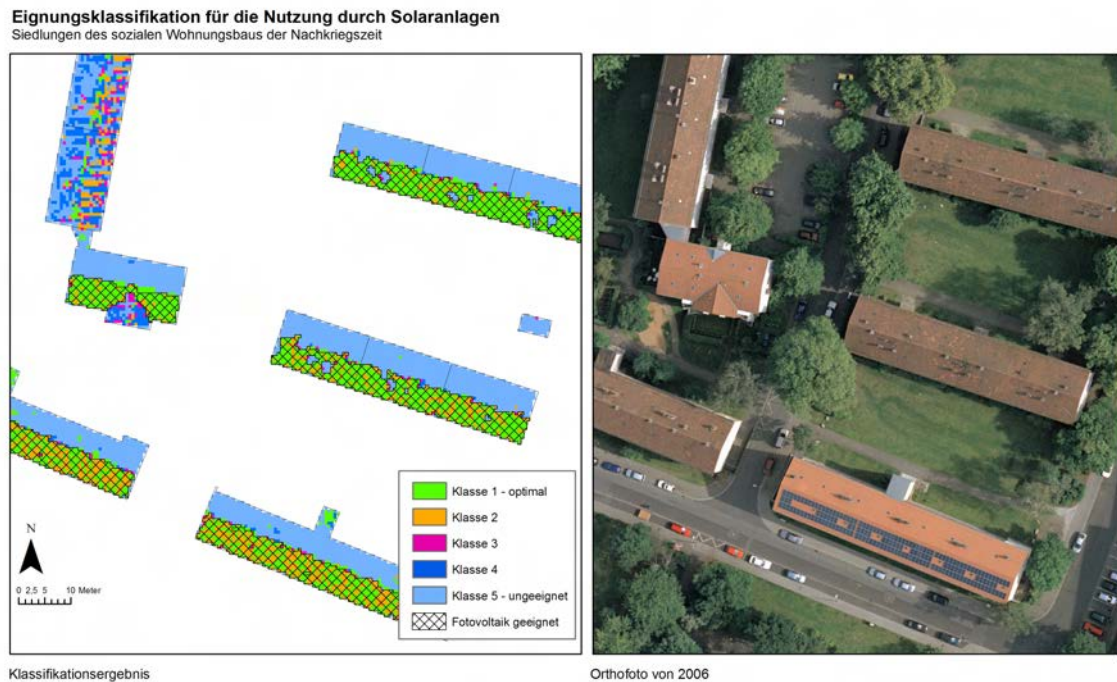 Eignungsklassifikation für die Nutzung durch Solaranlagen
Siedlungen des sozialen Wohnungsbaus der Nachkriegszeit
Klasse 1 - optimal
Klasse 2
Klasse 3
Klasse 4
Klasse 5 - ungeeignet
Fotovoltaik geeignet
N
0 2,5 5 10 Meter
Klassifikationsergebnis
Orthofoto von 2006